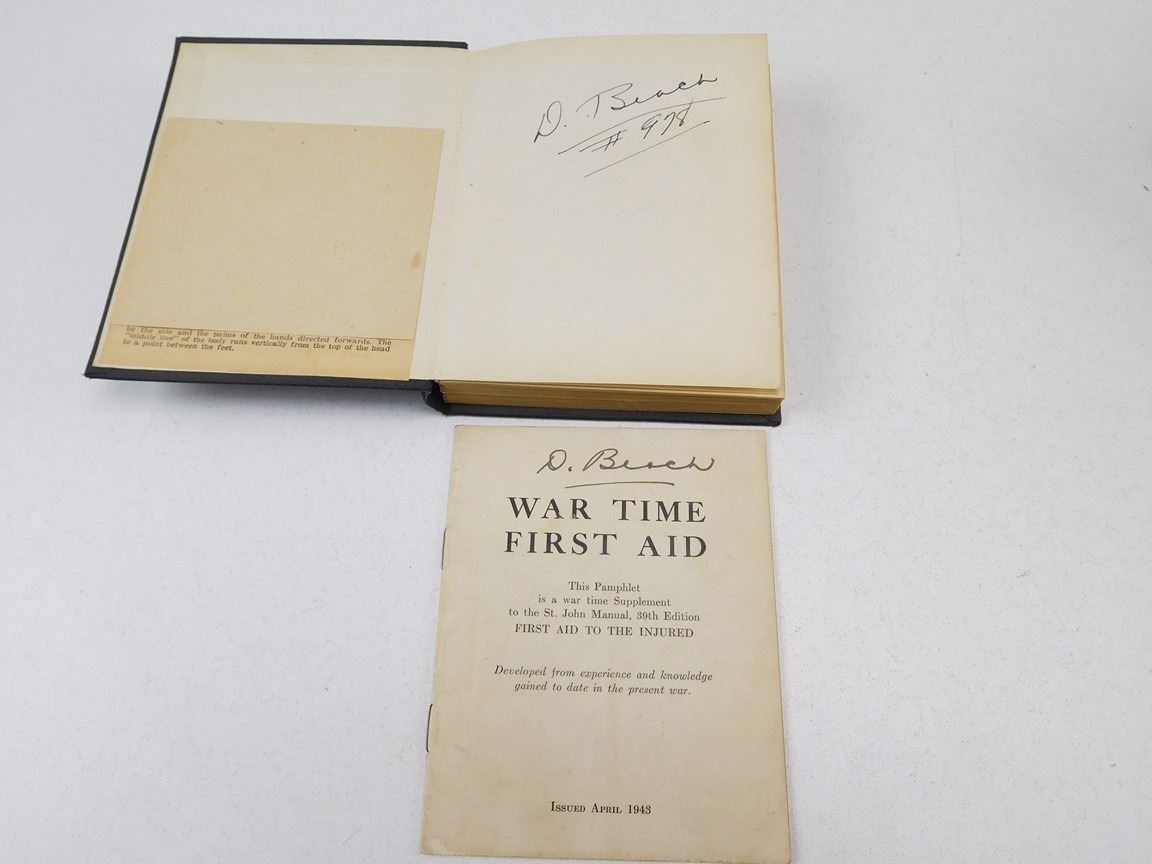 D. Beach
# 978
by the side and the palms of the hands directed forwards. The
"middle line" of the body runs vertically from the top of the head
to a point between the feet.
D. Beach
WAR TIME
FIRST AID
This Pamphlet
is a war time Supplement
to the St. John Manual, 39th Edition
FIRST AID TO THE INJURED
Developed from experience and knowledge
gained to date in the present war.
Issued April 1943